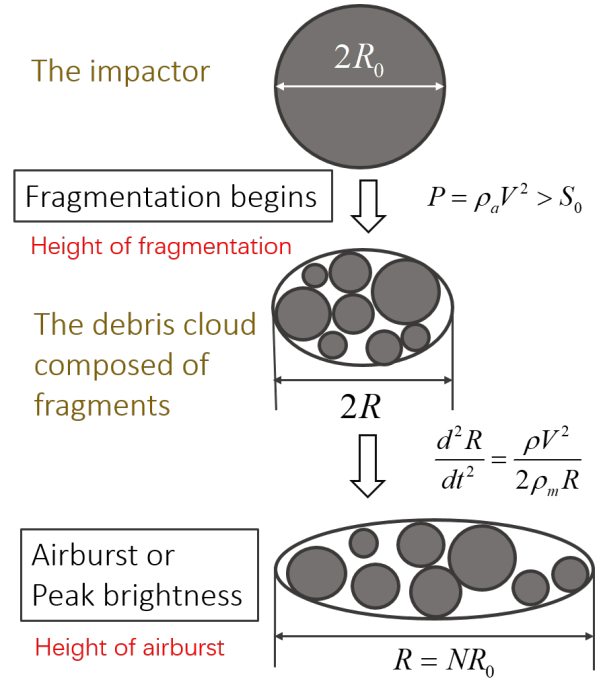 The impactor
2R₀
Fragmentation begins
P = ρₐV² > S₀
Height of fragmentation
The debris cloud
composed of
fragments
2R
d²R/dt² = ρV²/2ρₘR
Airburst or
Peak brightness
Height of airburst
R = NR₀